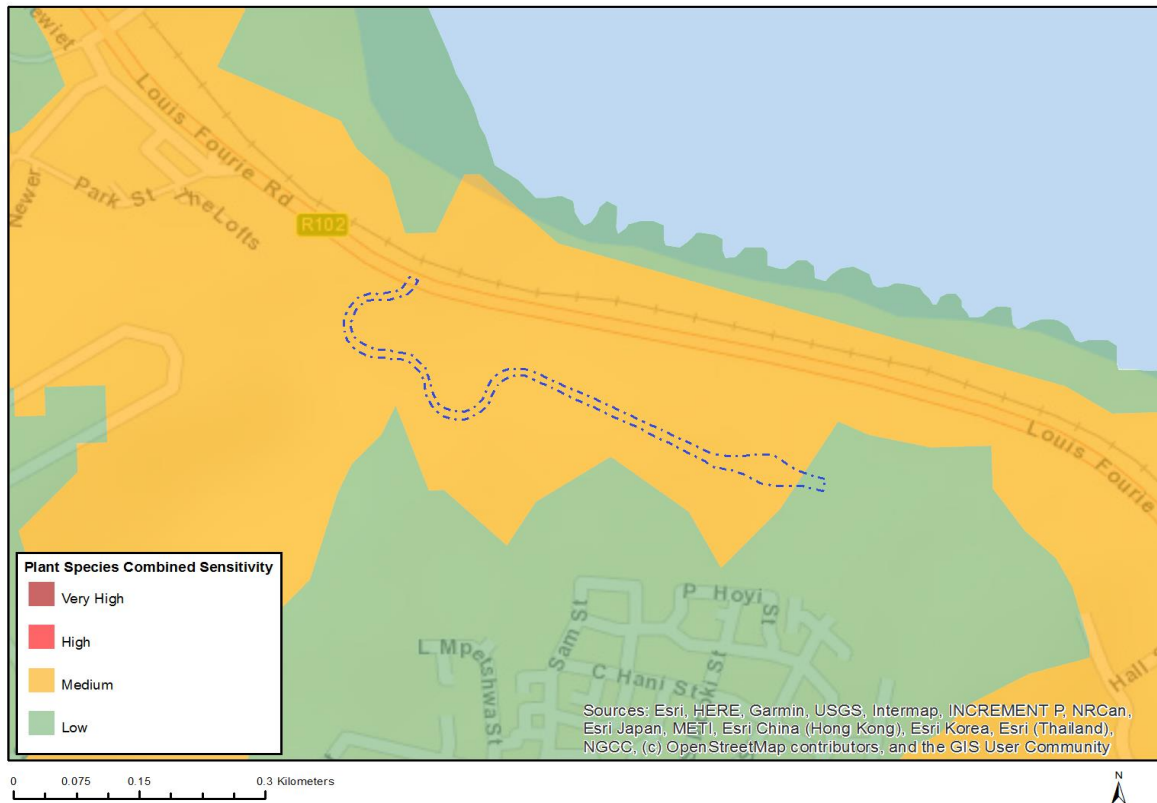 ewiet
Louis Fourie Rd
Newer
Park St
The Lofts
R102
Louis Fourie
P Hoyi St
Sam St
L Mpetshwa St
C Hani St
oki St
Hall S
Plant Species Combined Sensitivity
Very High
High
Medium
Low
Sources: Esri, HERE, Garmin, USGS, Intermap, INCREMENT P, NRCan,
Esri Japan, METI, Esri China (Hong Kong), Esri Korea, Esri (Thailand),
NGCC, (c) OpenStreetMap contributors, and the GIS User Community
0 0.075 0.15 0.3 Kilometers
N